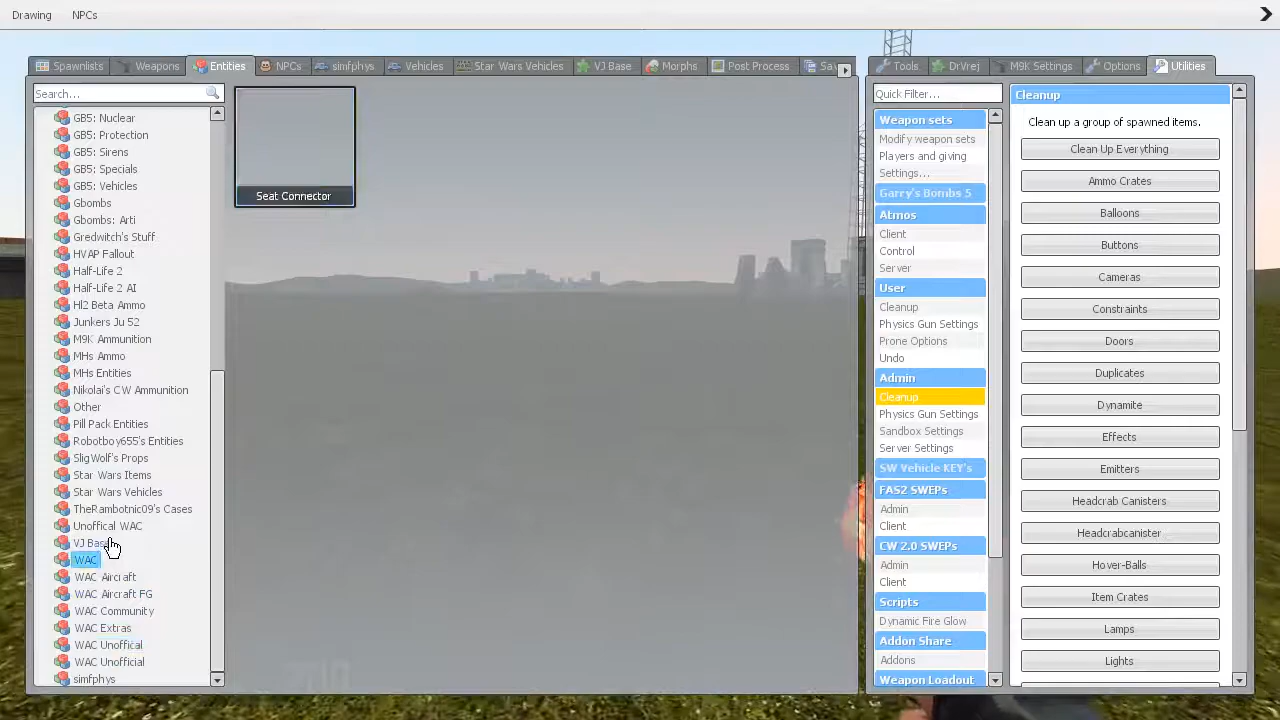 Drawing NPCs
Spawnlists Weapons Entities NPCs simfphys Vehicles Star Wars Vehicles VJ Base Morphs Post Process
Search...
GB5: Nuclear
GB5: Protection
GB5: Sirens
GB5: Specials
GB5: Vehicles
Gbombs
Gbombs: Arti
Gredwitch's Stuff
HVAP Fallout
Half-Life 2
Half-Life 2 AI
Hl2 Beta Ammo
Junkers Ju 52
M9K Ammunition
MHs Ammo
MHs Entities
Nikolai's CW Ammunition
Other
Pill Pack Entities
Robotboy655's Entities
SligWolf's Props
Star Wars Items
Star Wars Vehicles
TheRambotnic09's Cases
Unoffical WAC
VJ Base
WAC
WAC Aircraft
WAC Aircraft FG
WAC Community
WAC Extras
WAC Unoffical
WAC Unofficial
simfphys
Seat Connector
Tools DrVrej M9K Settings Options Utilities
Quick Filter...
Weapon sets
Modify weapon sets
Players and giving
Settings...
Garry's Bombs 5
Atmos
Client
Control
Server
User
Cleanup
Physics Gun Settings
Prone Options
Undo
Admin
Cleanup
Physics Gun Settings
Sandbox Settings
Server Settings
SW Vehicle KEY's
FAS2 SWEPs
Admin
Client
CW 2.0 SWEPs
Admin
Client
Scripts
Dynamic Fire Glow
Addon Share
Addons
Weapon Loadout
Cleanup
Clean up a group of spawned items.
Clean Up Everything
Ammo Crates
Balloons
Buttons
Cameras
Constraints
Doors
Duplicates
Dynamite
Effects
Emitters
Headcrab Canisters
Headcrabcanister
Hover-Balls
Item Crates
Lamps
Lights